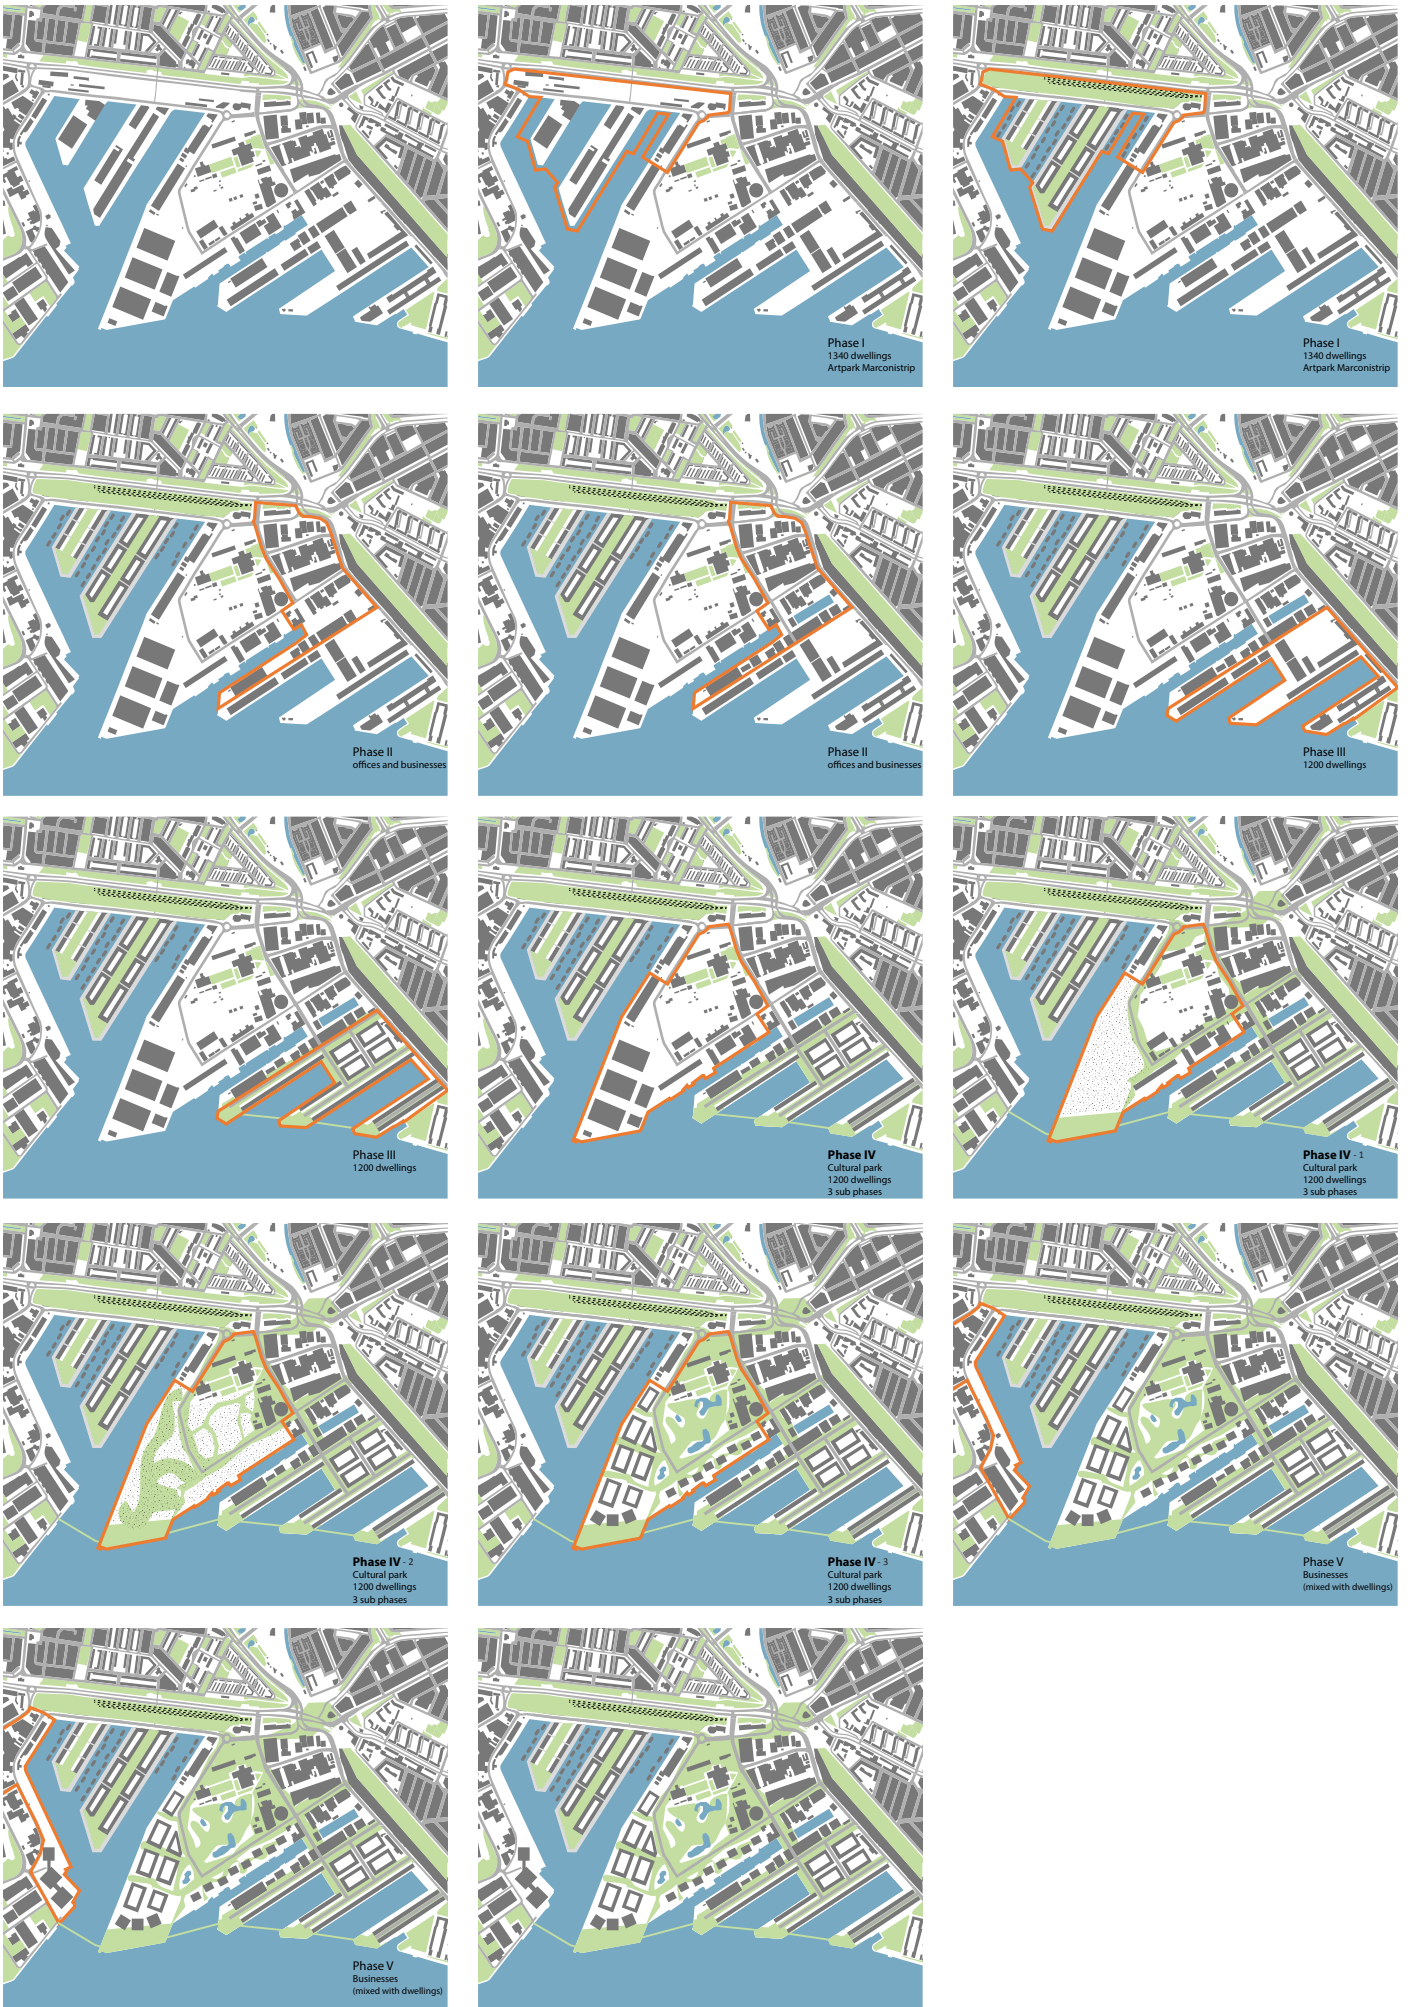 Phase I
1340 dwellings
Artpark Marconistrip
Phase I
1340 dwellings
Artpark Marconistrip
Phase II
offices and businesses
Phase II
offices and businesses
Phase III
1200 dwellings
Phase III
1200 dwellings
Phase IV
Cultural park
1200 dwellings
3 sub phases
Phase IV - 1
Cultural park
1200 dwellings
3 sub phases
Phase IV - 2
Cultural park
1200 dwellings
3 sub phases
Phase IV - 3
Cultural park
1200 dwellings
3 sub phases
Phase V
Businesses
(mixed with dwellings)
Phase V
Businesses
(mixed with dwellings)